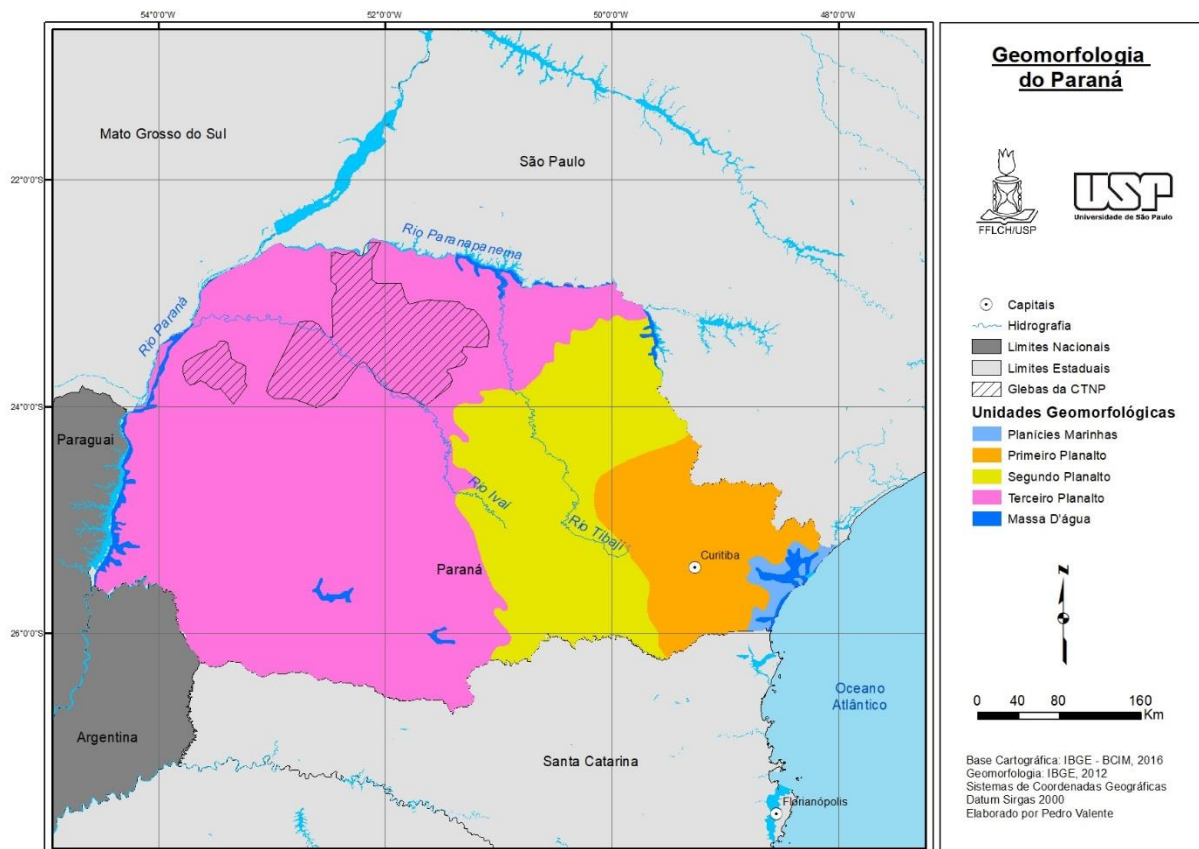 54°0'0"O
52°0'0"O
50°0'0"O
48°0'0"O
22°0'0"S
24°0'0"S
26°0'0"S
Mato Grosso do Sul
São Paulo
Rio Paranapanema
Rio Paraná
Paraguai
Rio Ivaí
Rio Tibaji
Curitiba
Paraná
Argentina
Santa Catarina
Oceano
Atlântico
Florianópolis
Geomorfologia
do Paraná
FFLCH/USP
USP
Universidade de São Paulo
Capitais
Hidrografia
Limites Nacionais
Limites Estaduais
Glebas da CTNP
Unidades Geomorfológicas
Planícies Marinhas
Primeiro Planalto
Segundo Planalto
Terceiro Planalto
Massa D'água
N
0 40 80 160
Km
Base Cartográfica: IBGE - BCIM, 2016
Geomorfologia: IBGE, 2012
Sistemas de Coordenadas Geográficas
Datum Sirgas 2000
Elaborado por Pedro Valente